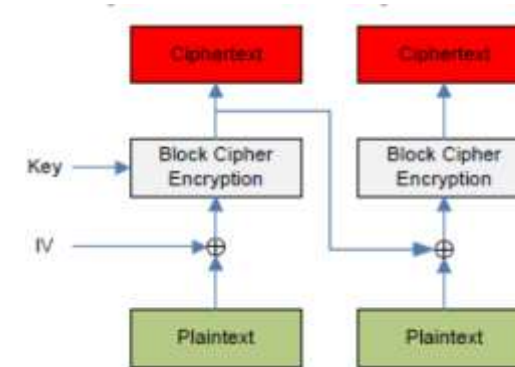 Ciphertext
Ciphertext
Key
Block Cipher
Encryption
Block Cipher
Encryption
IV
Plaintext
Plaintext